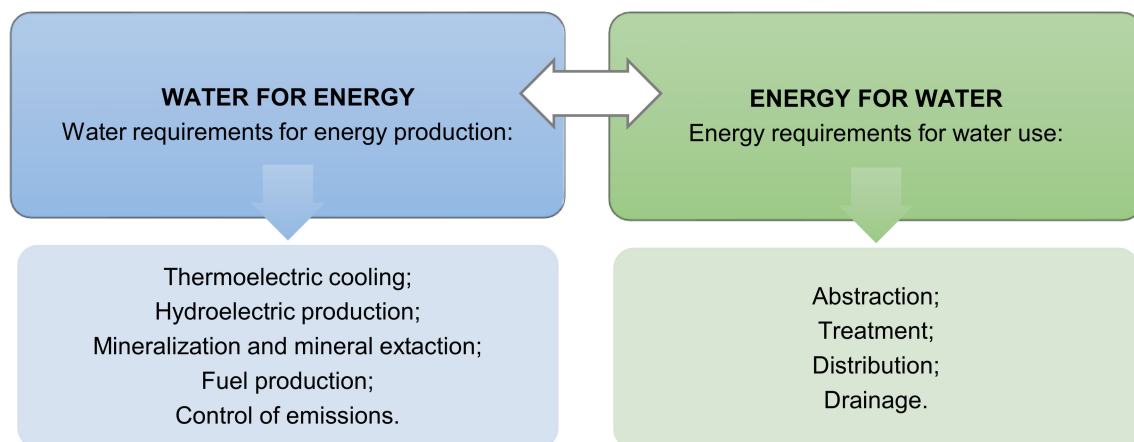 WATER FOR ENERGY
Water requirements for energy production:
Thermoelectric cooling;
Hydroelectric production;
Mineralization and mineral extaction;
Fuel production;
Control of emissions.
ENERGY FOR WATER
Energy requirements for water use:
Abstraction;
Treatment;
Distribution;
Drainage.